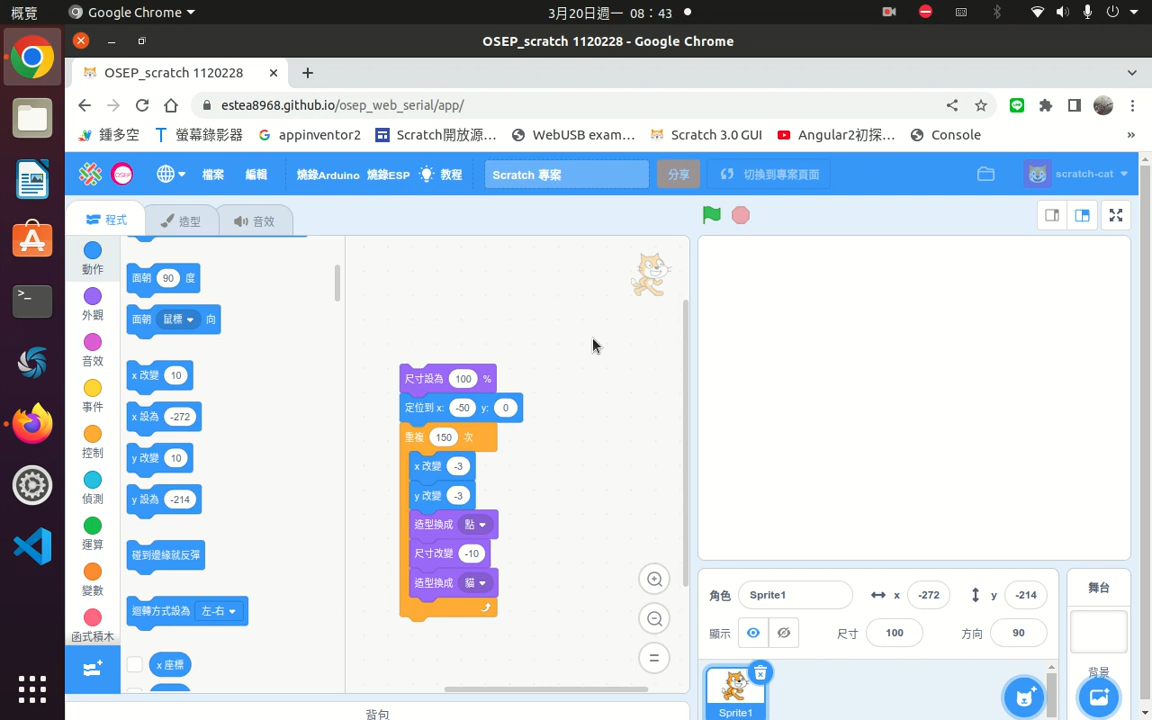 概覽
Google Chrome
3月20日週一 08：43
OSEP_scratch 1120228 - Google Chrome
OSEP_scratch 1120228
estea8968.github.io/osep_web_serial/app/
鍾多空
螢幕錄影器
appinventor2
Scratch開放源...
WebUSB exam...
Scratch 3.0 GUI
Angular2初探...
Console
»
OSEP
檔案
編輯
燒錄Arduino
燒錄ESP
教程
Scratch 專案
分享
切換到專案頁面
scratch-cat
程式
造型
音效
動作
外觀
音效
事件
控制
偵測
運算
變數
函式積木
面朝 90 度
面朝 鼠標 向
x 改變 10
x 設為 -272
y 改變 10
y 設為 -214
碰到邊緣就反彈
迴轉方式設為 左-右
x 座標
尺寸設為 100 %
定位到 x: -50 y: 0
重複 150 次
x 改變 -3
y 改變 -3
造型換成 點
尺寸改變 -10
造型換成 貓
背包
角色 Sprite1 x -272 y -214
顯示 尺寸 100 方向 90
Sprite1
舞台
背景